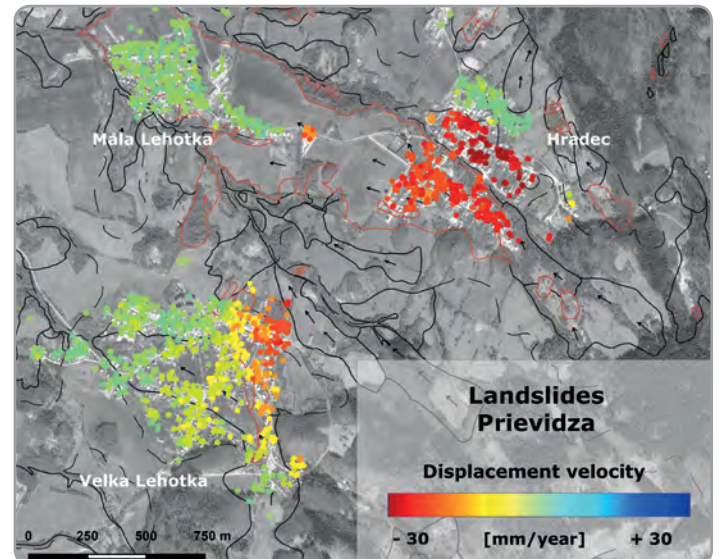 Mala Lehotka
Hradec
Velka Lehotka
Landslides
Prievidza
Displacement velocity
- 30 [mm/year] + 30
0 250 500 750 m